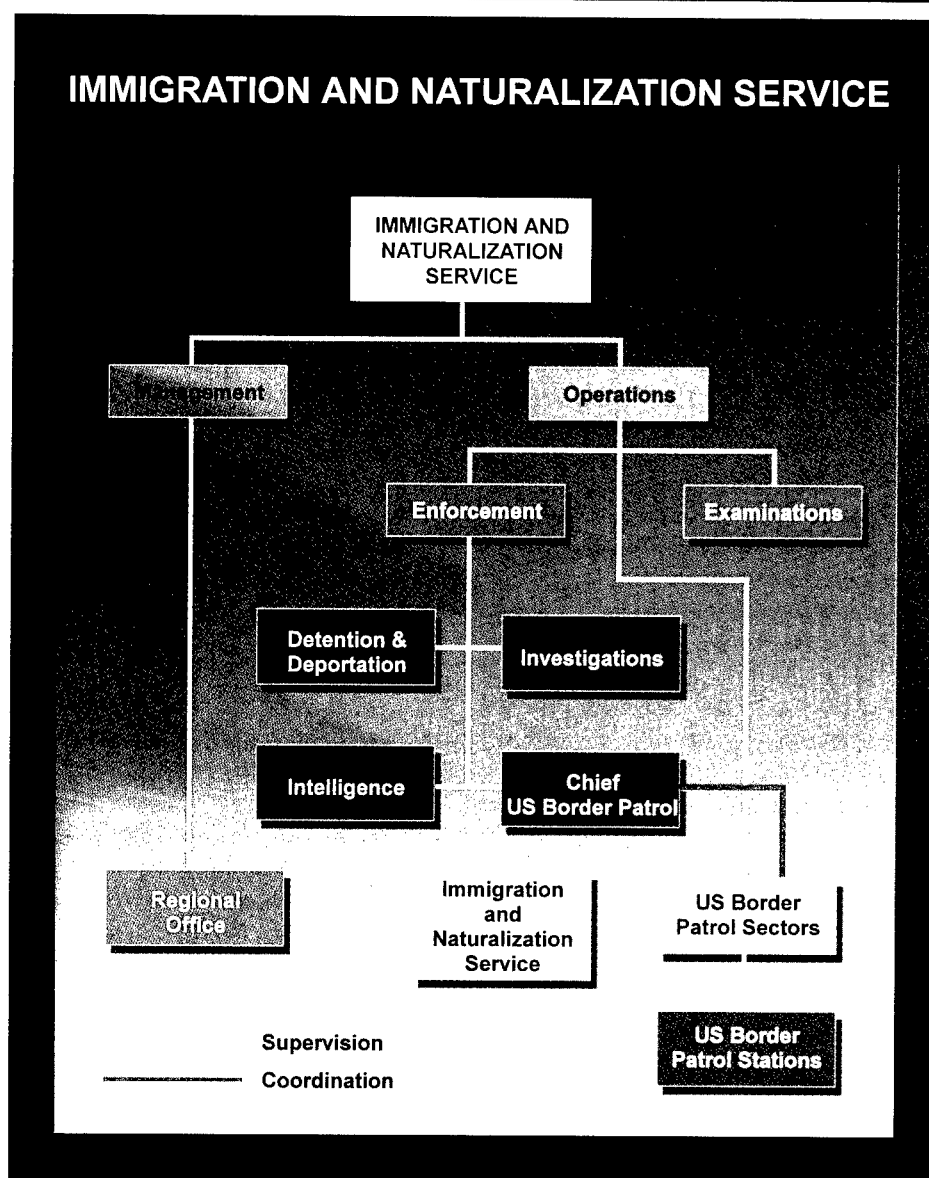 IMMIGRATION AND NATURALIZATION SERVICE
IMMIGRATION AND
NATURALIZATION
SERVICE
Management
Operations
Enforcement
Examinations
Detention &
Deportation
Investigations
Intelligence
Chief
US Border Patrol
Regional
Office
Immigration
and
Naturalization
Service
US Border
Patrol Sectors
US Border
Patrol Stations
Supervision
Coordination